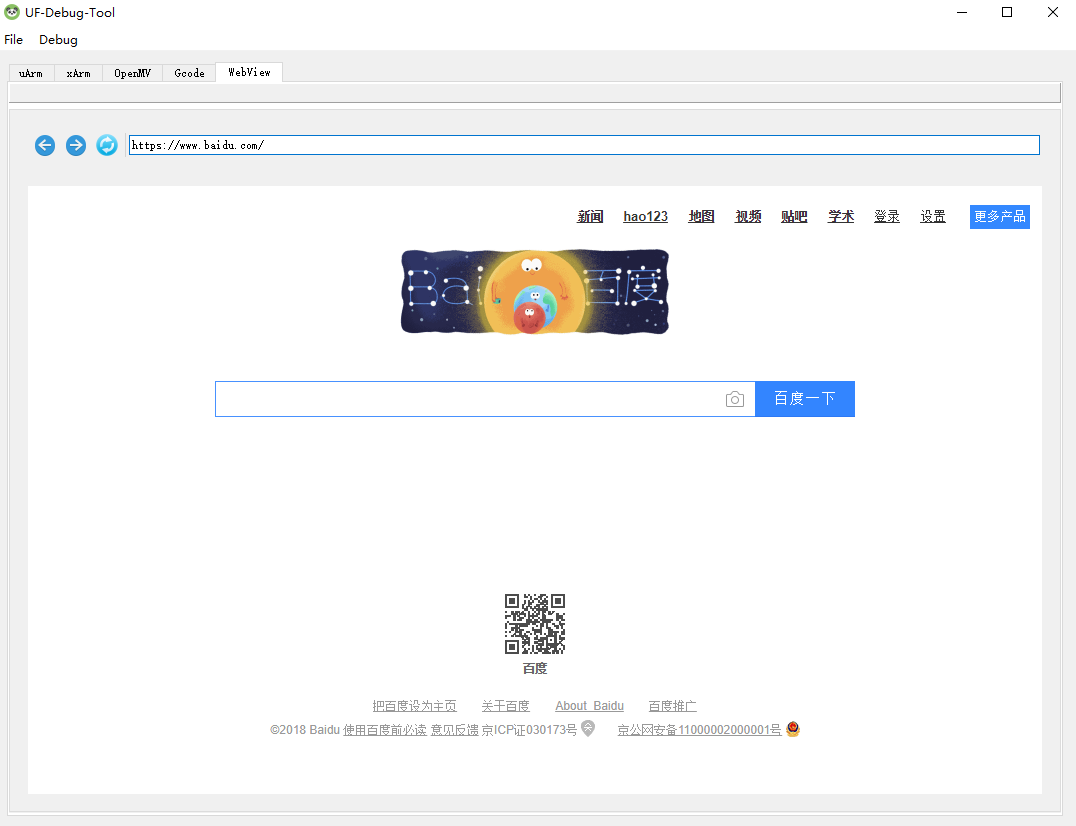 UF-Debug-Tool
File Debug
uArm xArm OpenMV Gcode WebView
https://www.baidu.com/
新闻 hao123 地图 视频 贴吧 学术 登录 设置 更多产品
Bai 百度
百度一下
百度
把百度设为主页 关于百度 About Baidu 百度推广
©2018 Baidu 使用百度前必读 意见反馈 京ICP证030173号 京公网安备11000002000001号